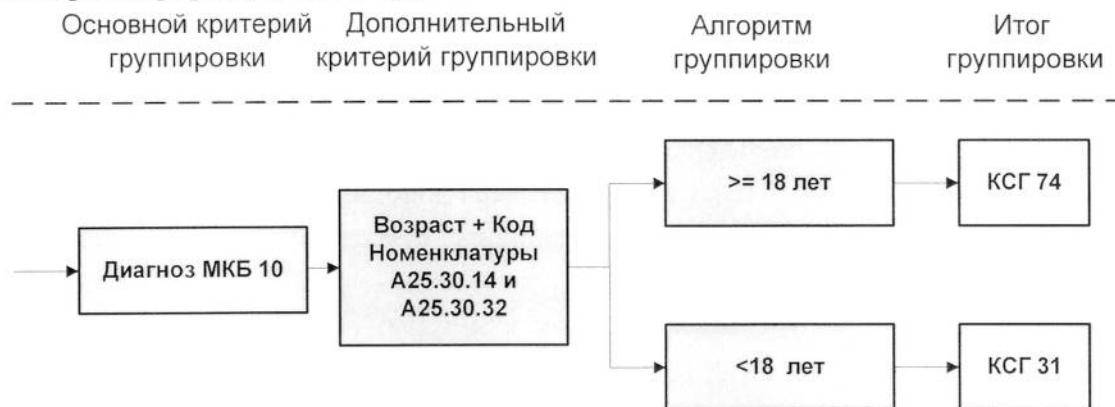 Основной критерий
группировки
Дополнительный
критерий группировки
Алгоритм
группировки
Итог
группировки
Диагноз МКБ 10
Возраст + Код
Номенклатуры
А25.30.14 и
А25.30.32
>= 18 лет
КСГ 74
<18 лет
КСГ 31